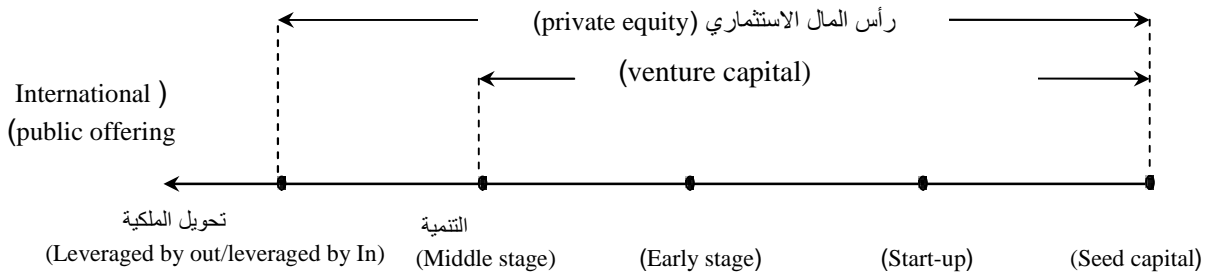 رأس المال الاستثماري (private equity)
(venture capital)
International )
(public offering
تحويل الملكية
(Leveraged by out/leveraged by In)
التنمية
(Middle stage)
(Early stage)
(Start-up)
(Seed capital)